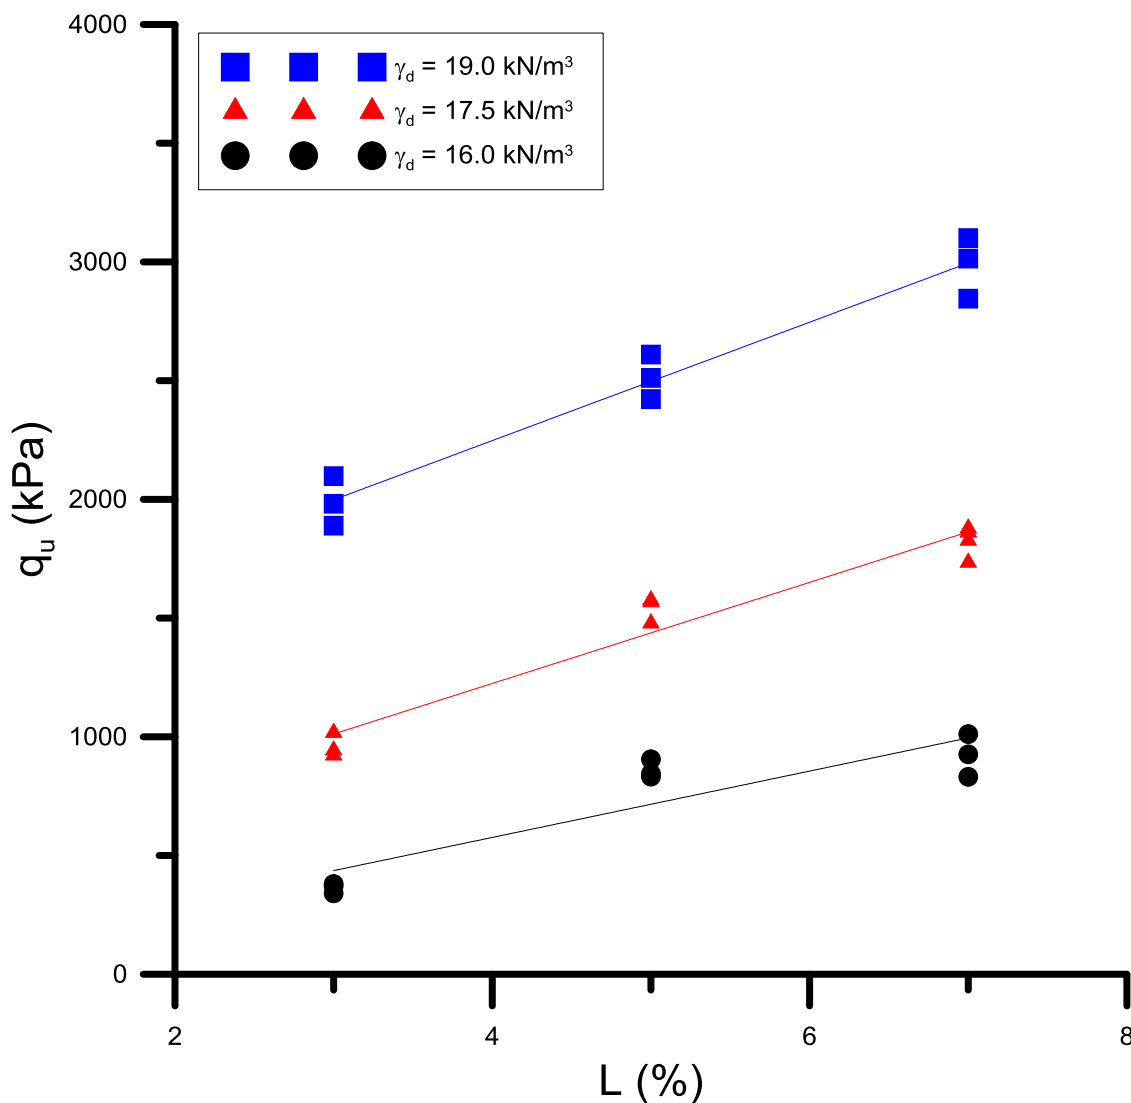 4000
γd = 19.0 kN/m³
γd = 17.5 kN/m³
γd = 16.0 kN/m³
3000
2000
1000
0
qu (kPa)
2 4 6 8
L (%)